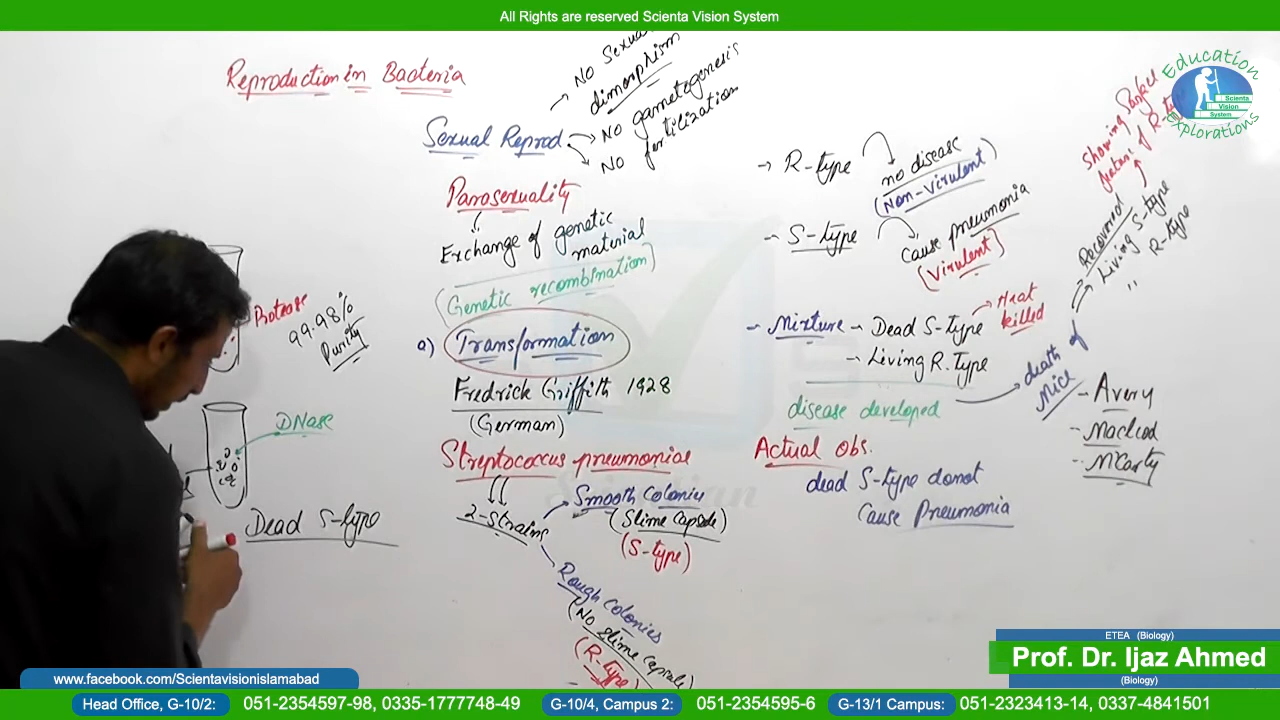 All Rights are reserved Scienta Vision System
Education
Scienta
Vision
System
Explorations
Reproduction in Bacteria
Sexual Reprod
No Sexual
dimorphism
No gametogenesis
No fertilization
Parasexuality
Exchange of genetic
material
(Genetic recombination)
a) Transformation
Fredrick Griffith 1928
(German)
Streptococcus pneumoniae
2-Strains
Smooth Colonies
(Slime Capsule)
(S-type)
Rough Colonies
(No slime capsule)
(R-type)
→ R-type
no disease
(Non-Virulent)
- S-type
Cause pneumonia
(Virulent)
- Mixture - Dead S-type
→ Heat
killed
- Living R.type
disease developed
death of
Mice
Recovered
Living S-type
" R-type
Showing
feature of
Actual Obs.
dead S-type donot
Cause Pneumonia
- Avery
- Macleod
- McCarty
Protease
99.98%
Purity
DNase
Dead S-type
ETEA (Biology)
Prof. Dr. Ijaz Ahmed
(Biology)
www.facebook.com/Scientavisionislamabad
Head Office, G-10/2: 051-2354597-98, 0335-1777748-49 G-10/4, Campus 2: 051-2354595-6 G-13/1 Campus: 051-2323413-14, 0337-4841501